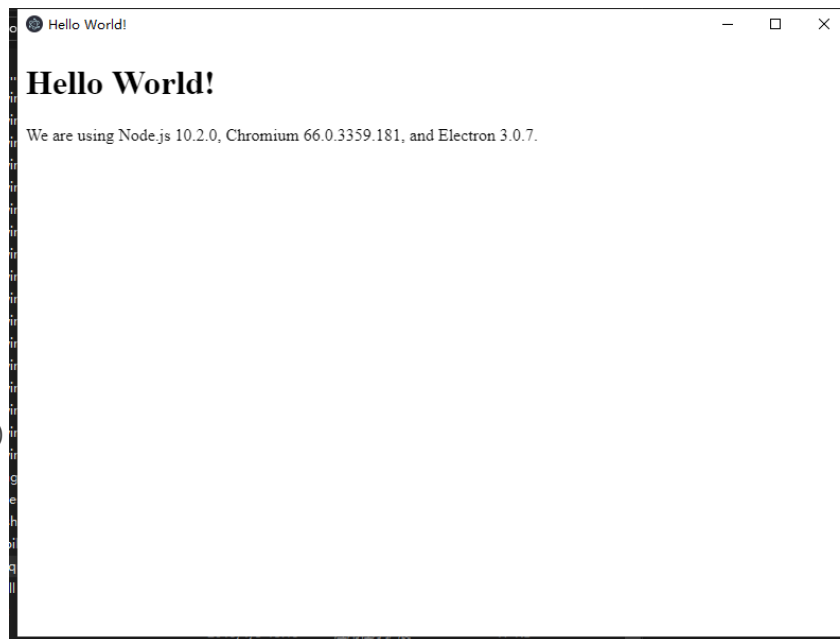 Hello World!
Hello World!
We are using Node.js 10.2.0, Chromium 66.0.3359.181, and Electron 3.0.7.